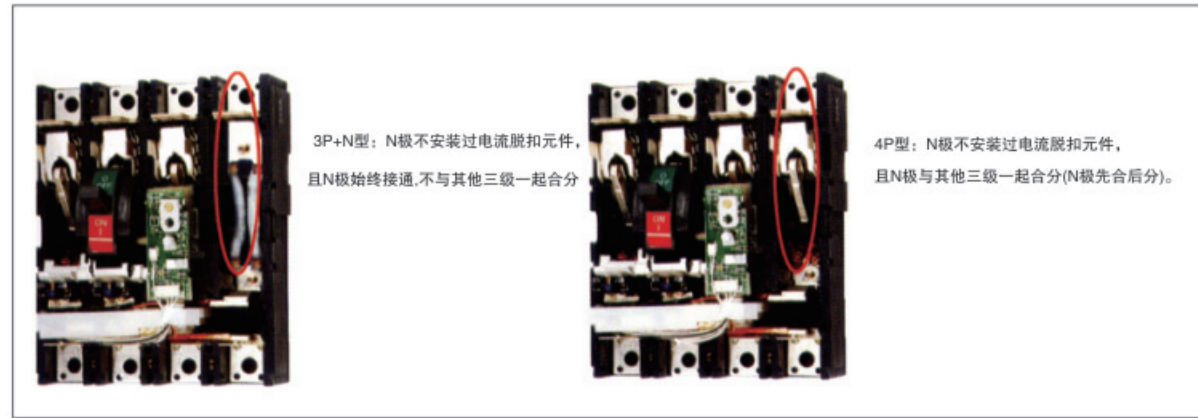 3P+N型：N极不安装过电流脱扣元件，
且N极始终接通,不与其他三级一起合分
4P型：N极不安装过电流脱扣元件，
且N极与其他三级一起合分(N极先合后分)。
ON
I
ON
I